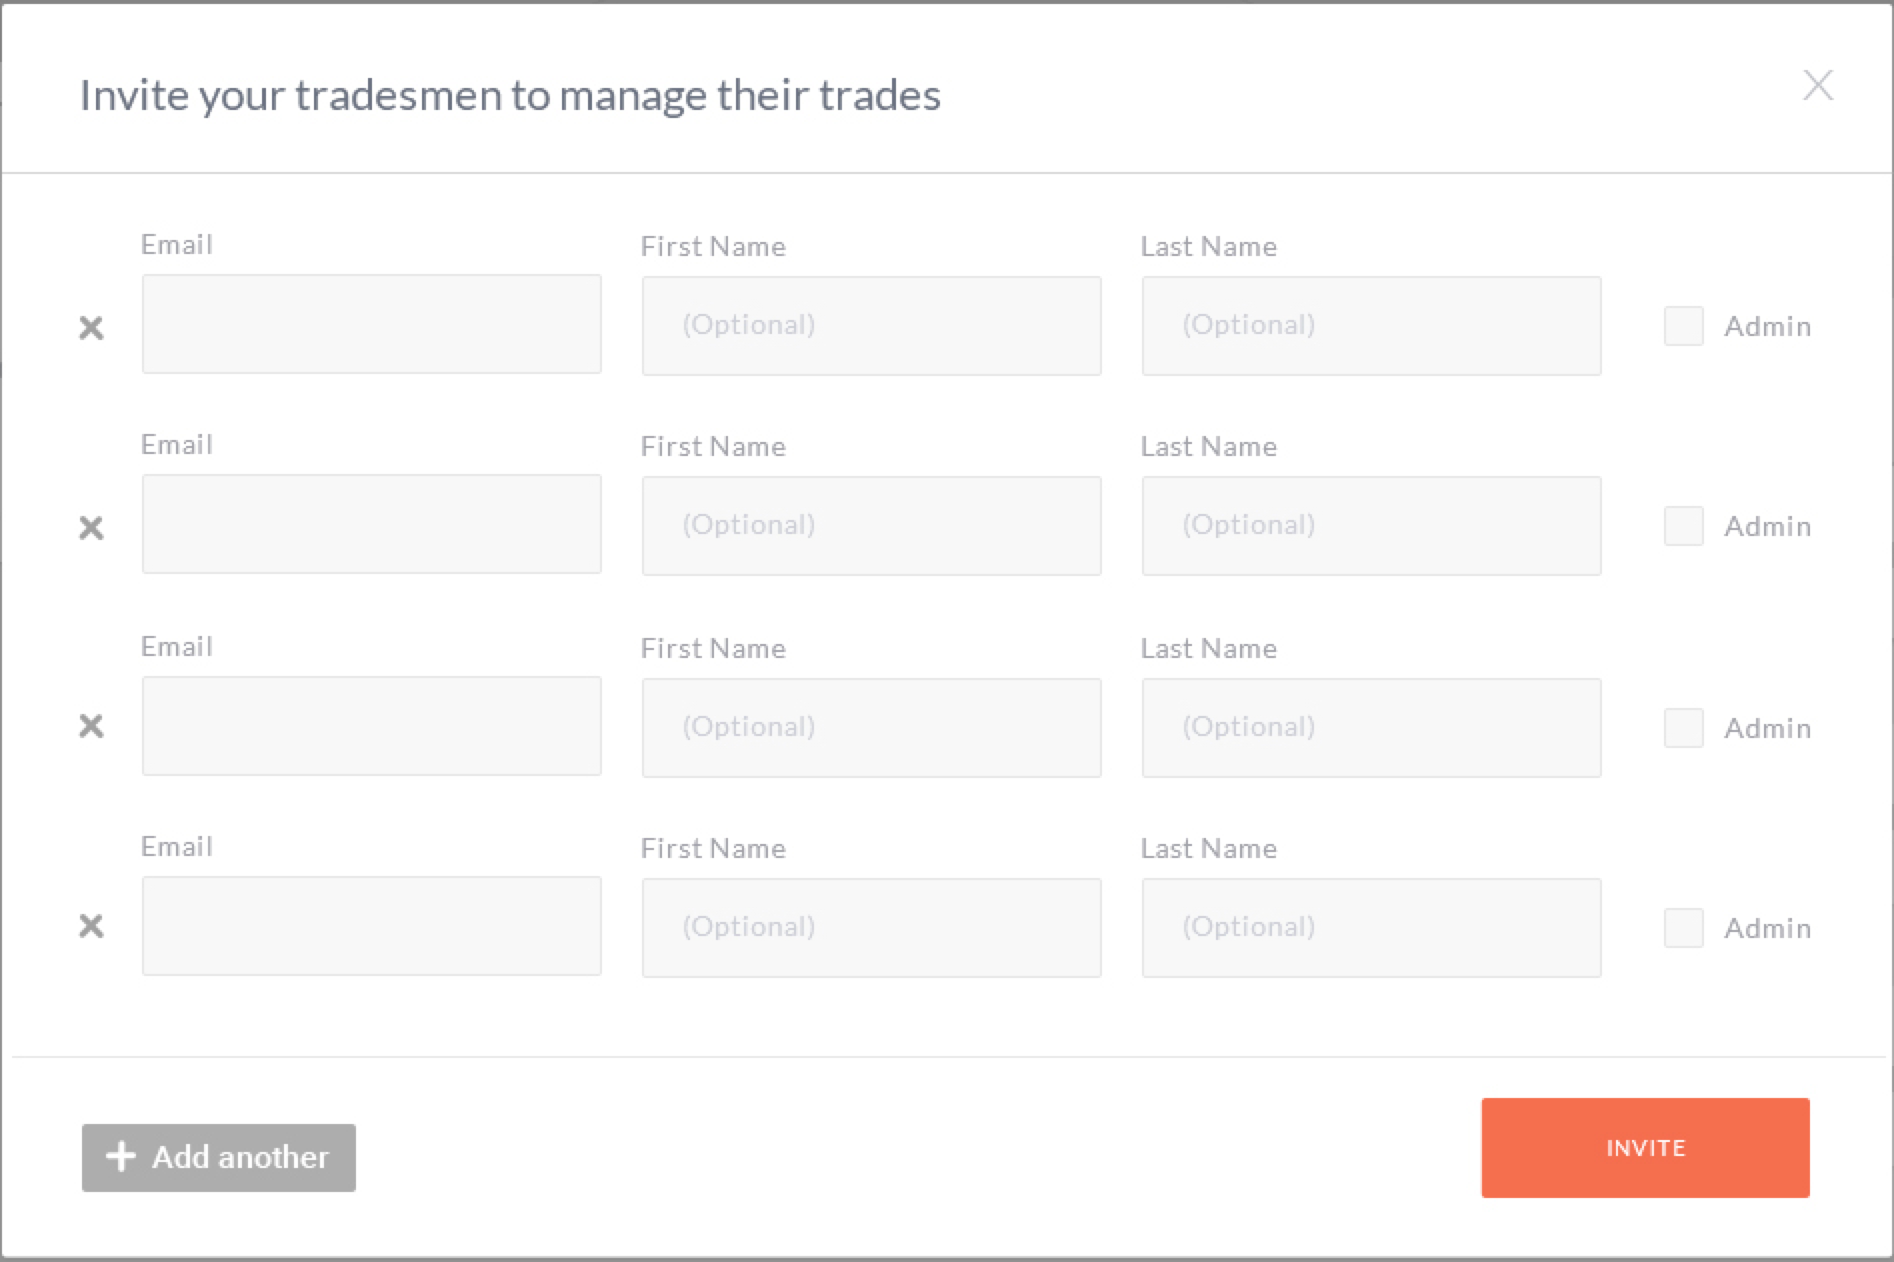 Invite your tradesmen to manage their trades
Email First Name Last Name
(Optional) (Optional) Admin
Email First Name Last Name
(Optional) (Optional) Admin
Email First Name Last Name
(Optional) (Optional) Admin
Email First Name Last Name
(Optional) (Optional) Admin
Add another
INVITE